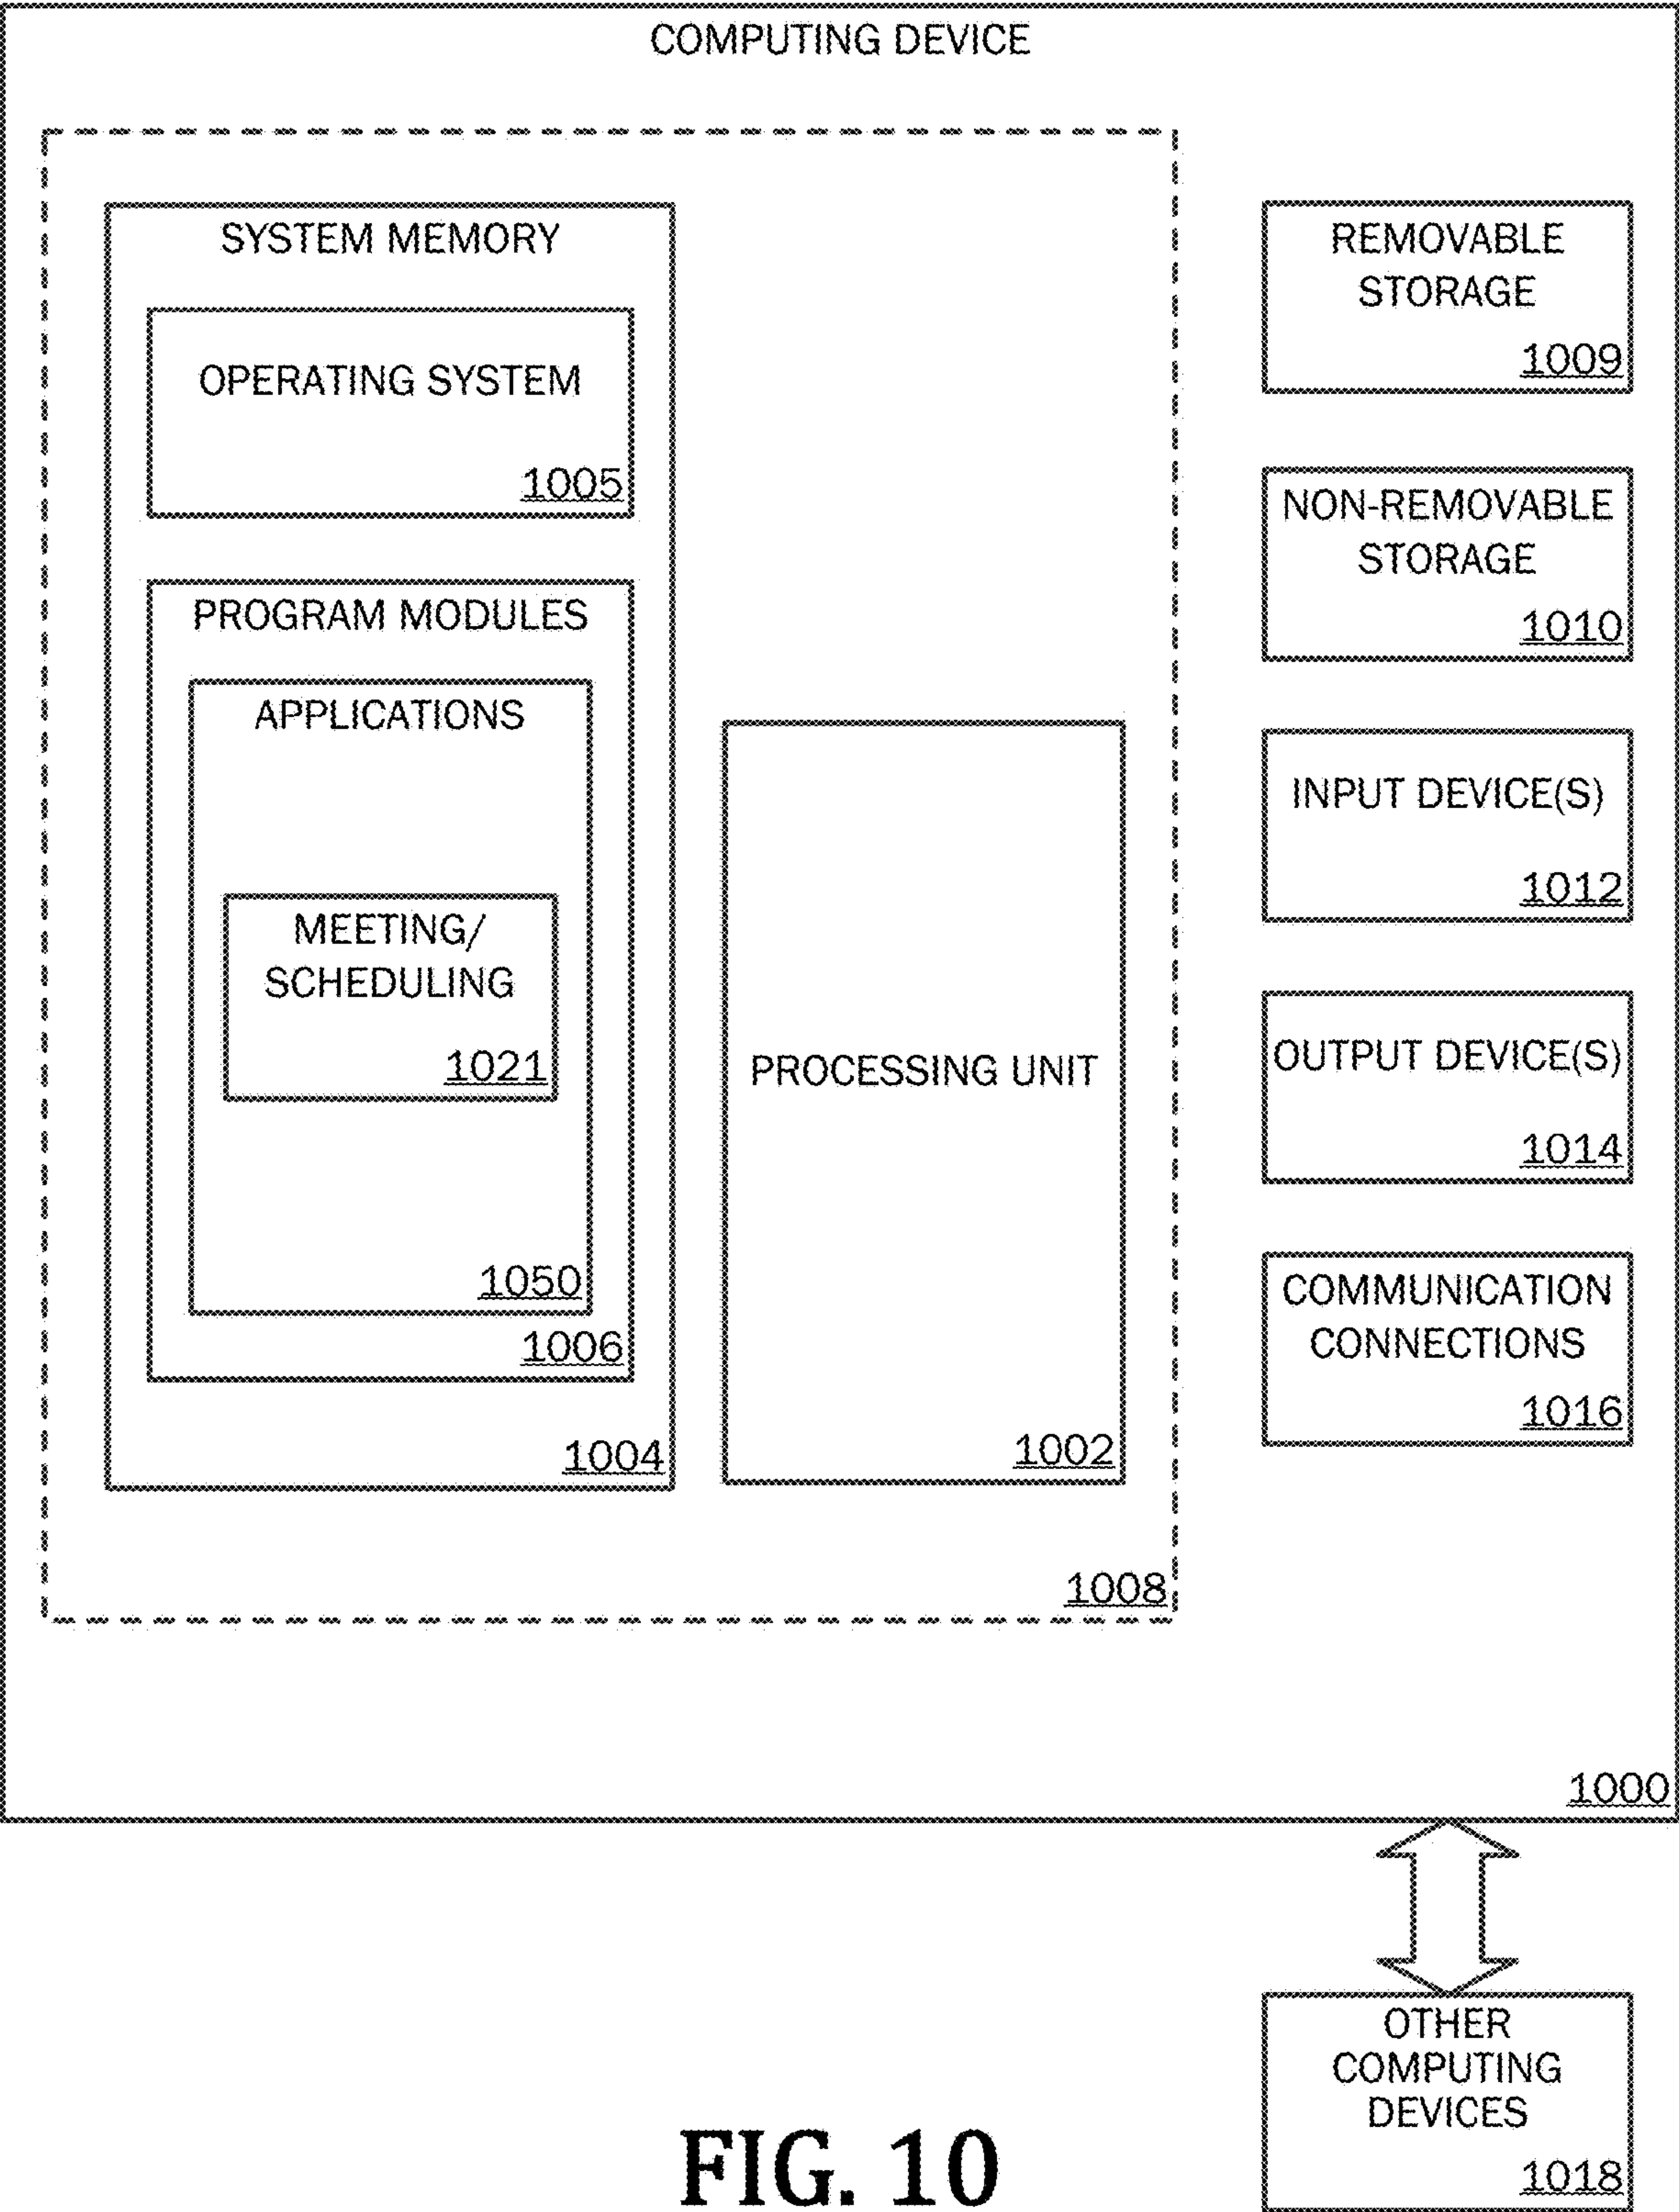 COMPUTING DEVICE
SYSTEM MEMORY
OPERATING SYSTEM
1005
PROGRAM MODULES
APPLICATIONS
MEETING/
SCHEDULING
1021
1050
1006
1004
PROCESSING UNIT
1002
1008
REMOVABLE
STORAGE
1009
NON-REMOVABLE
STORAGE
1010
INPUT DEVICE(S)
1012
OUTPUT DEVICE(S)
1014
COMMUNICATION
CONNECTIONS
1016
1000
OTHER
COMPUTING
DEVICES
1018
FIG. 10